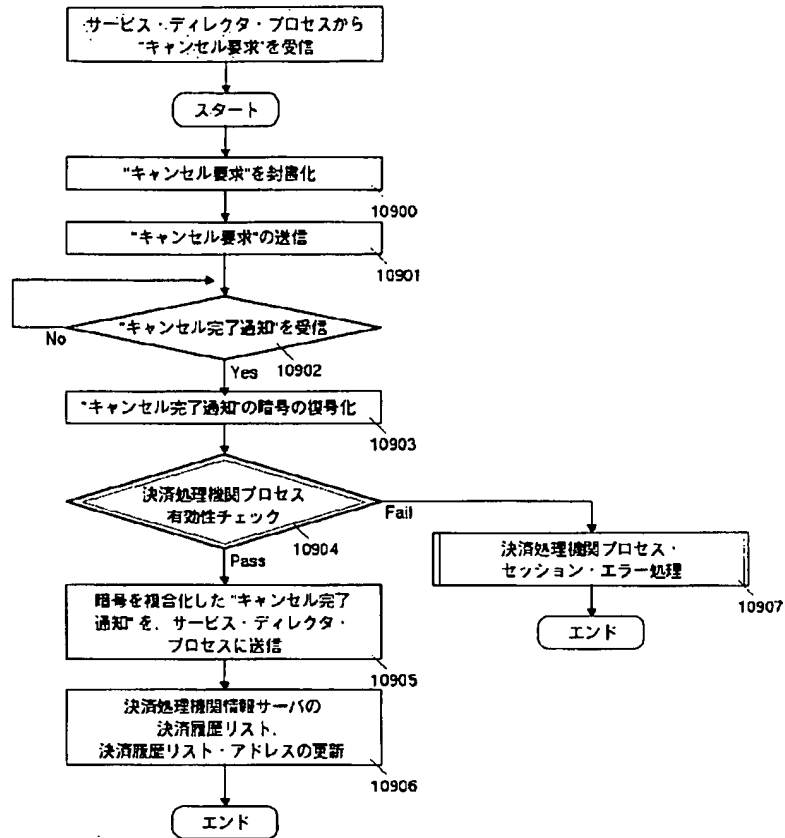 サービス・ディレクタ・プロセスから
"キャンセル要求"を受信
スタート
"キャンセル要求"を封書化
10900
"キャンセル要求"の送信
10901
"キャンセル完了通知"を受信
No
10902
Yes
"キャンセル完了通知"の暗号の復号化
10903
決済処理機関プロセス
有効性チェック
10904
Fail
Pass
決済処理機関プロセス・
セッション・エラー処理
10907
エンド
暗号を複合化した"キャンセル完了
通知"を、サービス・ディレクタ・
プロセスに送信
10905
決済処理機関情報サーバの
決済履歴リスト、
決済履歴リスト・アドレスの更新
10906
エンド